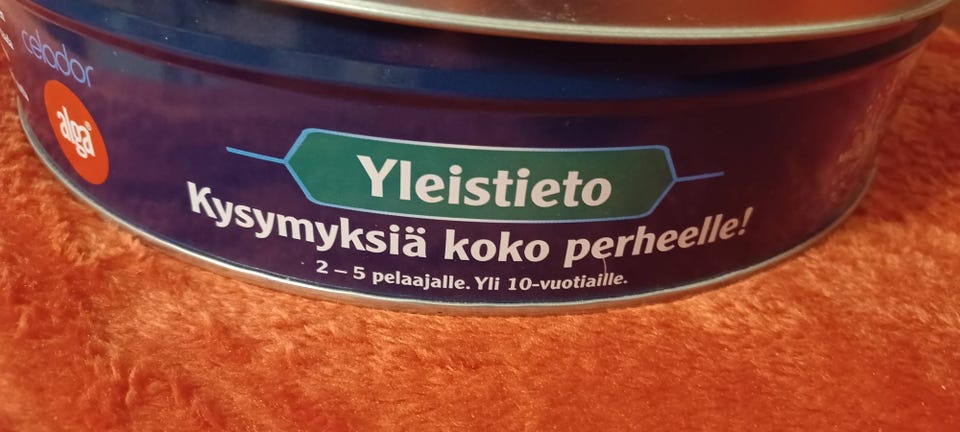 celador
alga
Yleistieto
Kysymyksiä koko perheelle!
2 – 5 pelaajalle. Yli 10-vuotiaille.